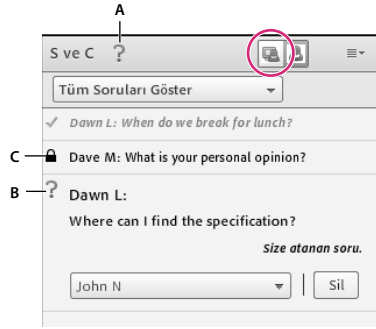 A
S ve C ?
Tüm Soruları Göster
Dawn L: When do we break for lunch?
C
Dave M: What is your personal opinion?
B
? Dawn L:
Where can I find the specification?
Size atanan soru.
John N
Sil